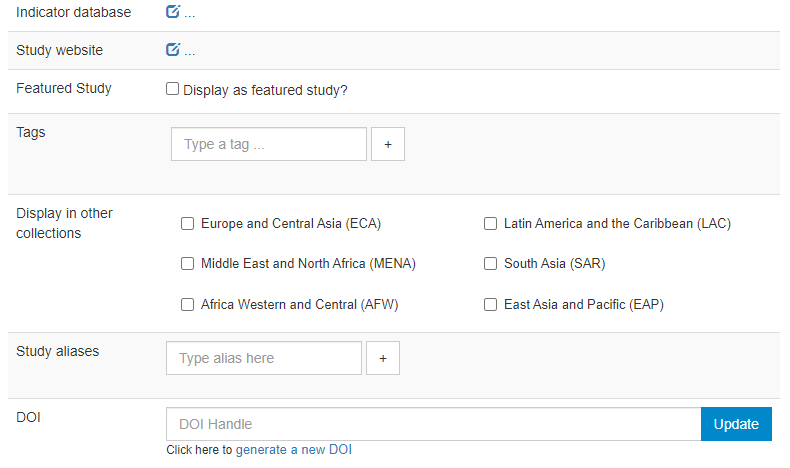 Indicator database ...
Study website ...
Featured Study Display as featured study?
Tags Type a tag ... +
Display in other
collections
Europe and Central Asia (ECA) Latin America and the Caribbean (LAC)
Middle East and North Africa (MENA) South Asia (SAR)
Africa Western and Central (AFW) East Asia and Pacific (EAP)
Study aliases Type alias here +
DOI DOI Handle Update
Click here to generate a new DOI